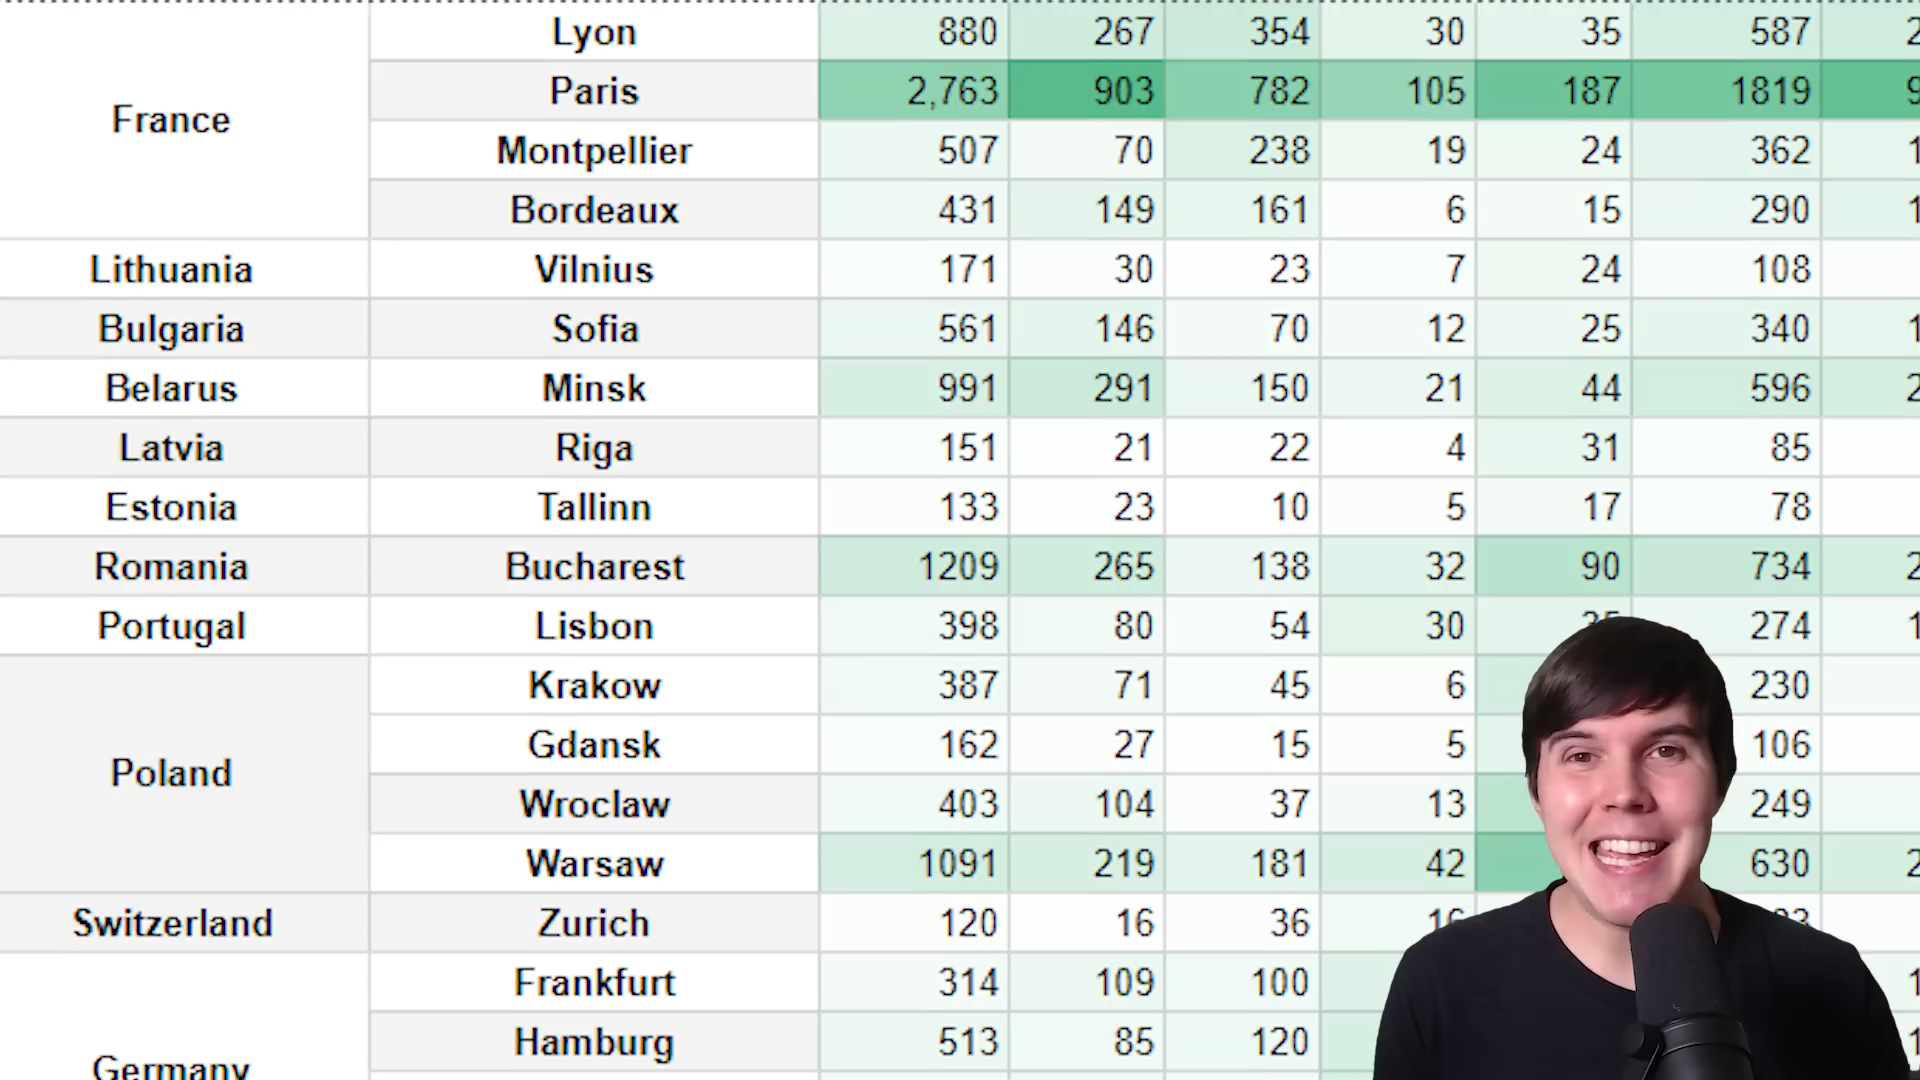 Lyon 880 267 354 30 35 587
France
Paris 2,763 903 782 105 187 1819
Montpellier 507 70 238 19 24 362
Bordeaux 431 149 161 6 15 290
Lithuania Vilnius 171 30 23 7 24 108
Bulgaria Sofia 561 146 70 12 25 340
Belarus Minsk 991 291 150 21 44 596
Latvia Riga 151 21 22 4 31 85
Estonia Tallinn 133 23 10 5 17 78
Romania Bucharest 1209 265 138 32 90 734
Portugal Lisbon 398 80 54 30 274
Poland
Krakow 387 71 45 6 230
Gdansk 162 27 15 5 106
Wroclaw 403 104 37 13 249
Warsaw 1091 219 181 42 630
Switzerland Zurich 120 16 36
Germany
Frankfurt 314 109 100
Hamburg 513 85 120